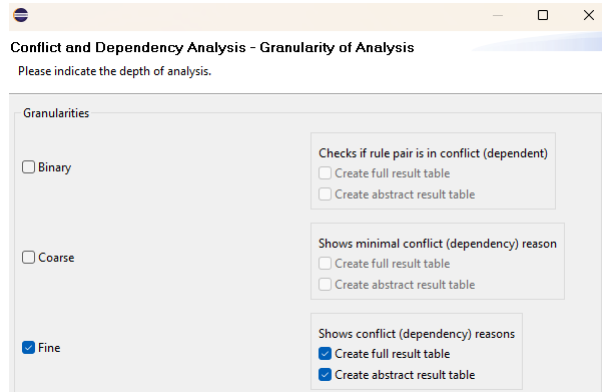 Conflict and Dependency Analysis - Granularity of Analysis
Please indicate the depth of analysis.
Granularities
Binary
Checks if rule pair is in conflict (dependent)
Create full result table
Create abstract result table
Coarse
Shows minimal conflict (dependency) reason
Create full result table
Create abstract result table
Fine
Shows conflict (dependency) reasons
Create full result table
Create abstract result table